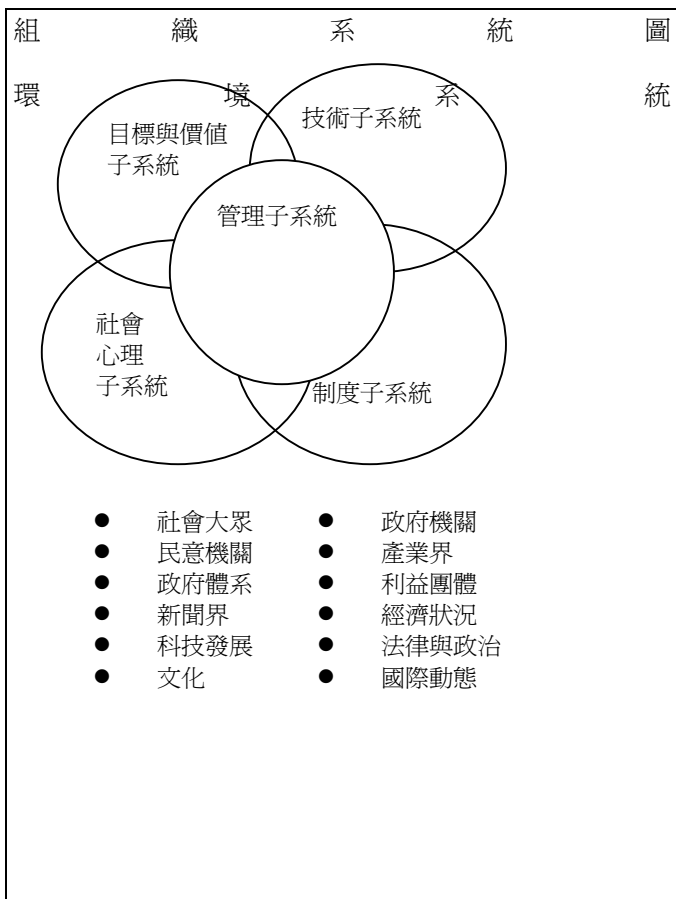 組織系統圖
環境系統
目標與價值
子系統
技術子系統
管理子系統
社會
心理
子系統
制度子系統
● 社會大眾 ● 政府機關
● 民意機關 ● 產業界
● 政府體系 ● 利益團體
● 新聞界 ● 經濟狀況
● 科技發展 ● 法律與政治
● 文化 ● 國際動態